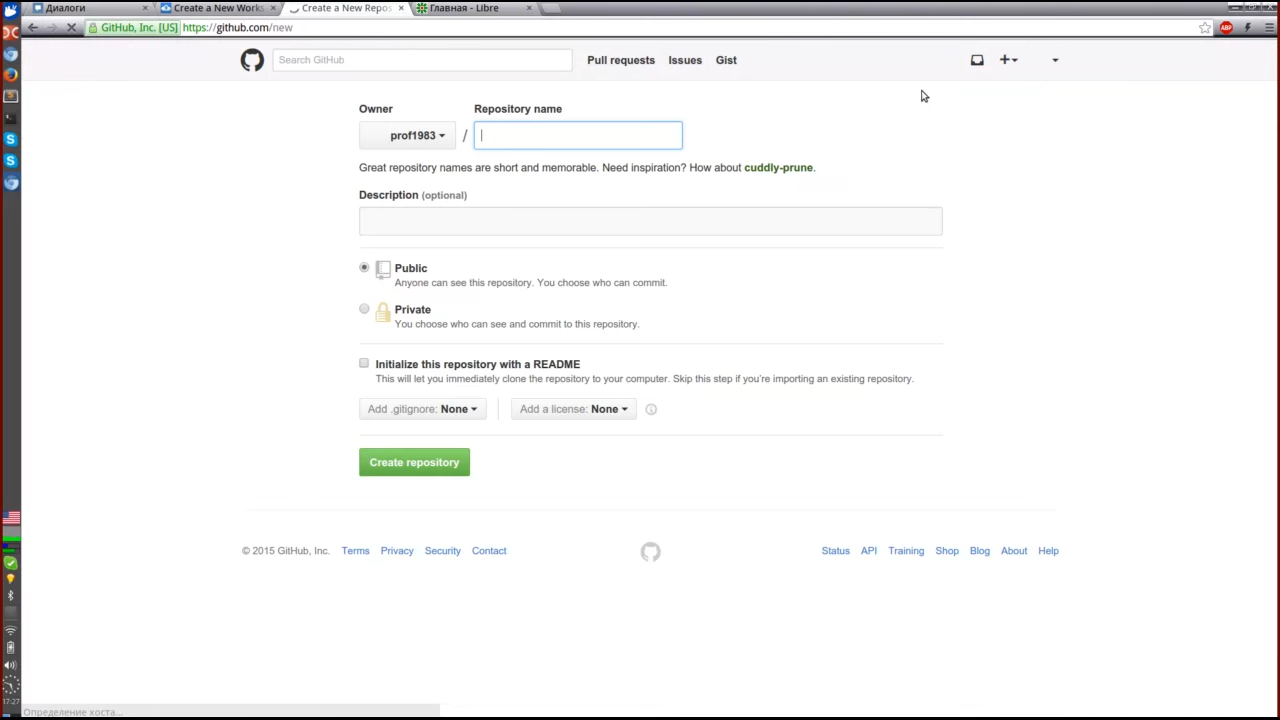 Диалоги
Create a New Works
Create a New Repos
Главная - Libre
GitHub, Inc. [US]
https://github.com/new
ABP
Search GitHub
Pull requests
Issues
Gist
Owner
Repository name
prof1983
/
Great repository names are short and memorable. Need inspiration? How about cuddly-prune.
Description (optional)
Public
Anyone can see this repository. You choose who can commit.
Private
You choose who can see and commit to this repository.
Initialize this repository with a README
This will let you immediately clone the repository to your computer. Skip this step if you're importing an existing repository.
Add .gitignore: None
Add a license: None
Create repository
© 2015 GitHub, Inc.
Terms
Privacy
Security
Contact
Status
API
Training
Shop
Blog
About
Help
17:27
Определение хоста...